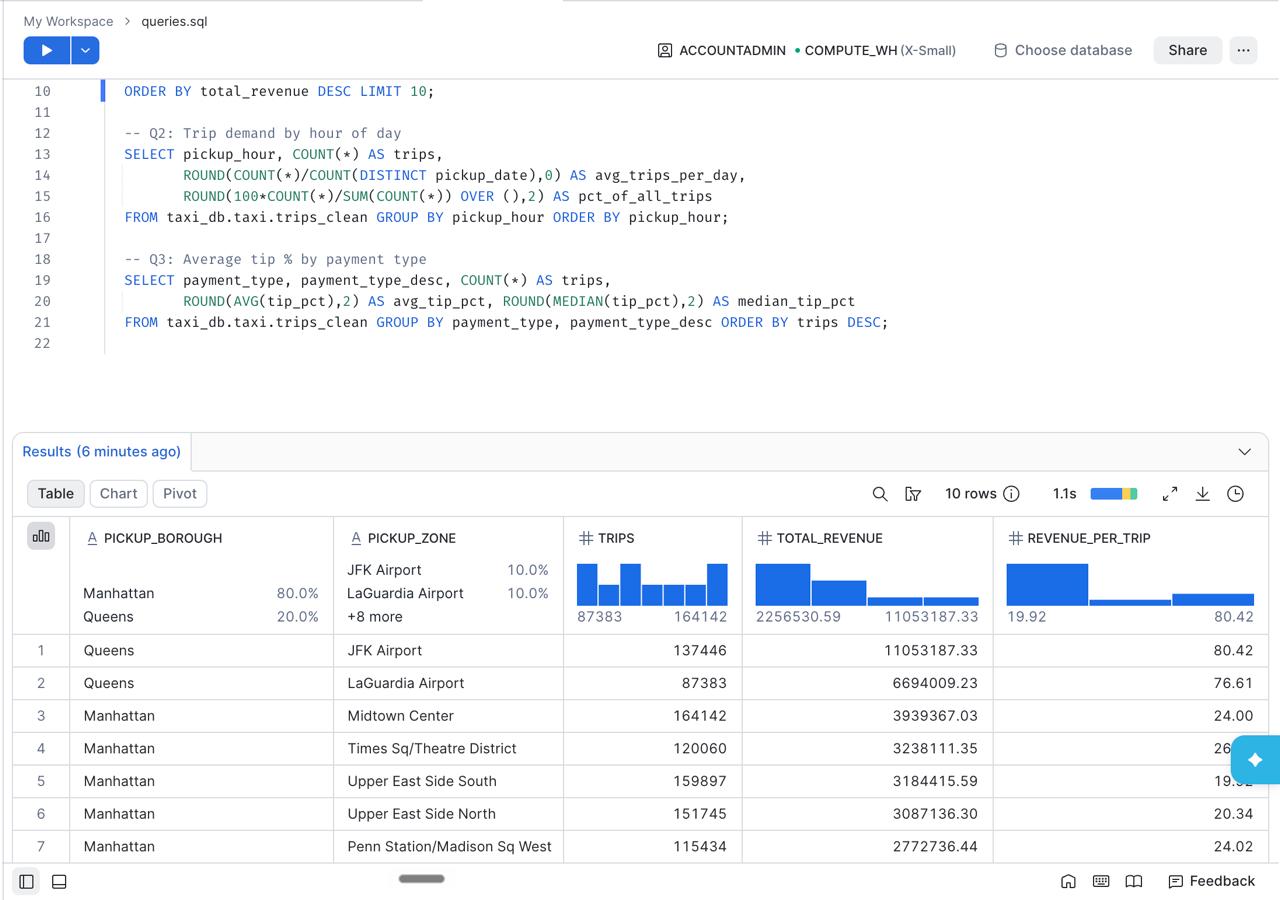 My Workspace > queries.sql
ACCOUNTADMIN • COMPUTE_WH (X-Small) Choose database Share ...
10 ORDER BY total_revenue DESC LIMIT 10;
11
12 -- Q2: Trip demand by hour of day
13 SELECT pickup_hour, COUNT(*) AS trips,
14 ROUND(COUNT(*)/COUNT(DISTINCT pickup_date),0) AS avg_trips_per_day,
15 ROUND(100*COUNT(*)/SUM(COUNT(*)) OVER (),2) AS pct_of_all_trips
16 FROM taxi_db.taxi.trips_clean GROUP BY pickup_hour ORDER BY pickup_hour;
17
18 -- Q3: Average tip % by payment type
19 SELECT payment_type, payment_type_desc, COUNT(*) AS trips,
20 ROUND(AVG(tip_pct),2) AS avg_tip_pct, ROUND(MEDIAN(tip_pct),2) AS median_tip_pct
21 FROM taxi_db.taxi.trips_clean GROUP BY payment_type, payment_type_desc ORDER BY trips DESC;
22
Results (6 minutes ago)
Table Chart Pivot 10 rows 1.1s
A PICKUP_BOROUGH A PICKUP_ZONE # TRIPS # TOTAL_REVENUE # REVENUE_PER_TRIP
JFK Airport 10.0%
Manhattan 80.0% LaGuardia Airport 10.0%
Queens 20.0% +8 more 87383 164142 2256530.59 11053187.33 19.92 80.42
1 Queens JFK Airport 137446 11053187.33 80.42
2 Queens LaGuardia Airport 87383 6694009.23 76.61
3 Manhattan Midtown Center 164142 3939367.03 24.00
4 Manhattan Times Sq/Theatre District 120060 3238111.35
5 Manhattan Upper East Side South 159897 3184415.59
6 Manhattan Upper East Side North 151745 3087136.30 20.34
7 Manhattan Penn Station/Madison Sq West 115434 2772736.44 24.02
Feedback